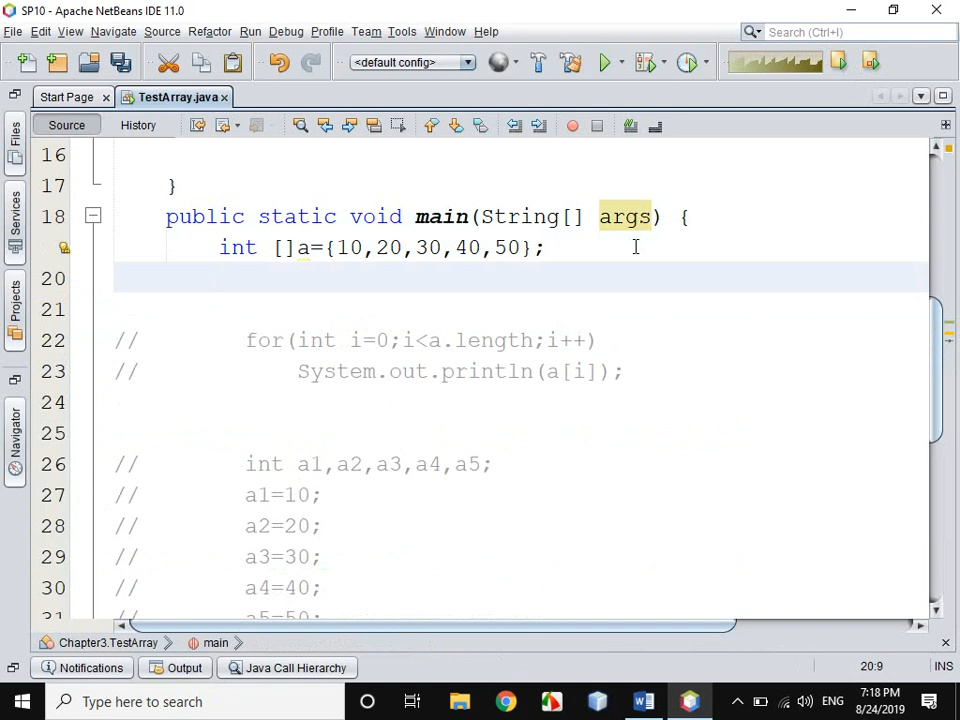 SP10 - Apache NetBeans IDE 11.0
File Edit View Navigate Source Refactor Run Debug Profile Team Tools Window Help
Search (Ctrl+I)
<default config>
Start Page
TestArray.java
Source History
Files
Services
Projects
Navigator
16
17 }
18 public static void main(String[] args) {
int []a={10,20,30,40,50};
20
21
22 // for(int i=0;i<a.length;i++)
23 // System.out.println(a[i]);
24
25
26 // int a1,a2,a3,a4,a5;
27 // a1=10;
28 // a2=20;
29 // a3=30;
30 // a4=40;
31 // a5=50;
Chapter3.TestArray main
Notifications Output Java Call Hierarchy
20:9 INS
Type here to search
ENG
7:18 PM
8/24/2019